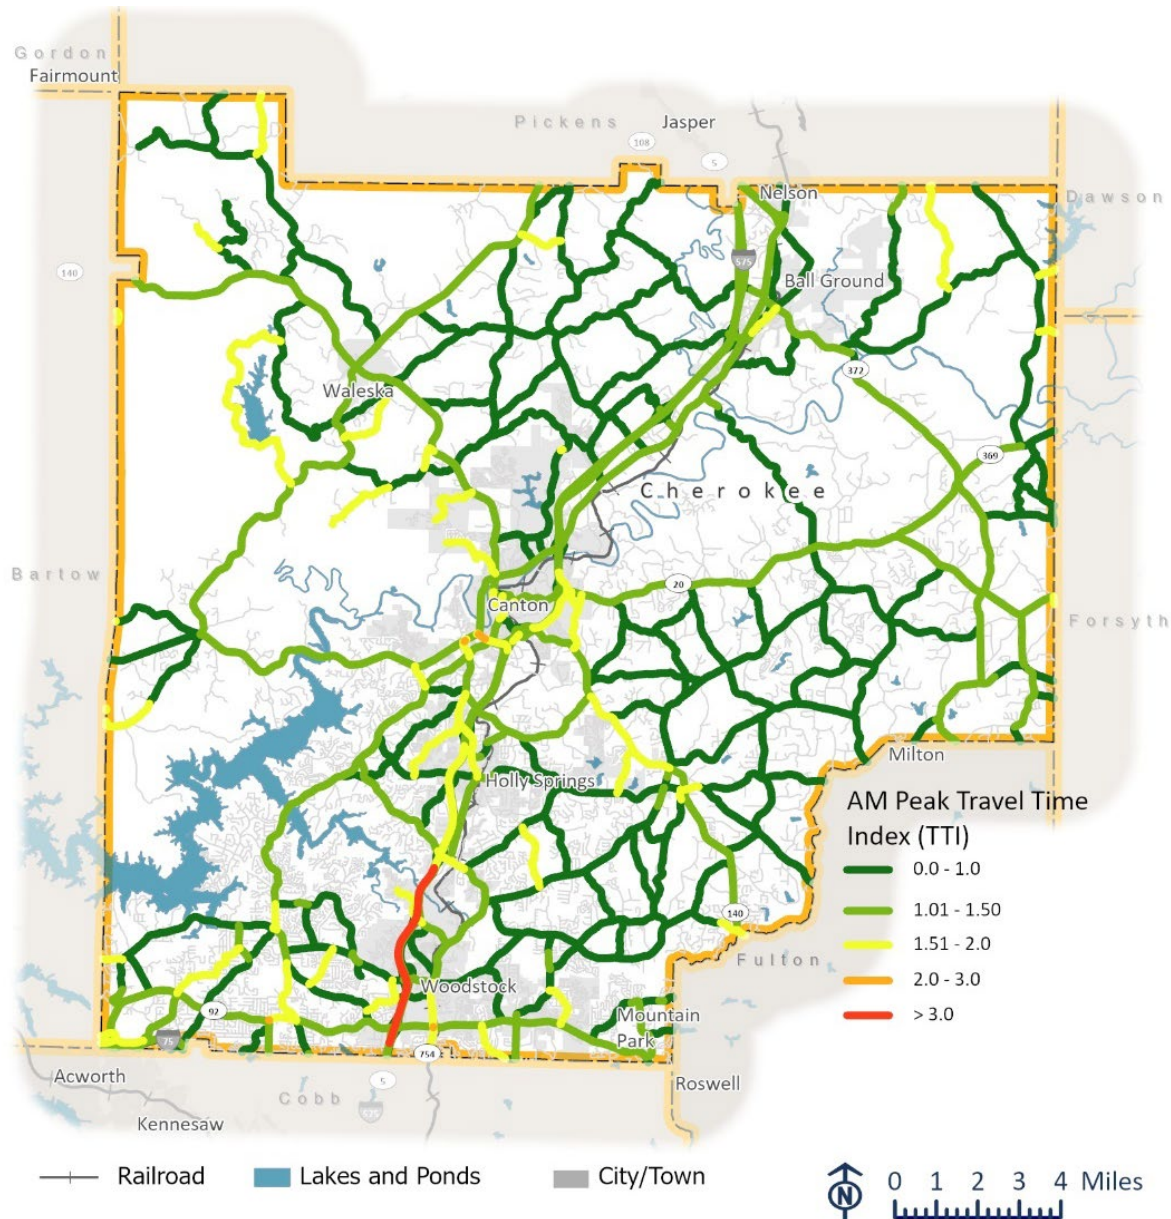 Gordon
Fairmount
Pickens
Jasper
108
5
Nelson
Dawson
140
575
Ball Ground
372
Waleska
369
Cherokee
Bartow
20
Canton
Forsyth
Milton
Holly Springs
AM Peak Travel Time
Index (TTI)
0.0 - 1.0
1.01 - 1.50
1.51 - 2.0
2.0 - 3.0
> 3.0
140
Fulton
Woodstock
92
Mountain
Park
75
754
Acworth
5
Roswell
Cobb
575
Kennesaw
Railroad
Lakes and Ponds
City/Town
N
0 1 2 3 4 Miles